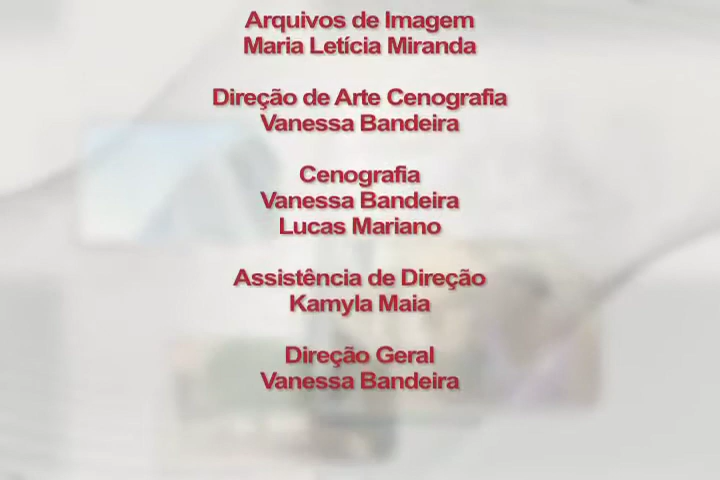 Arquivos de Imagem
Maria Letícia Miranda
Direção de Arte Cenografia
Vanessa Bandeira
Cenografia
Vanessa Bandeira
Lucas Mariano
Assistência de Direção
Kamyla Maia
Direção Geral
Vanessa Bandeira